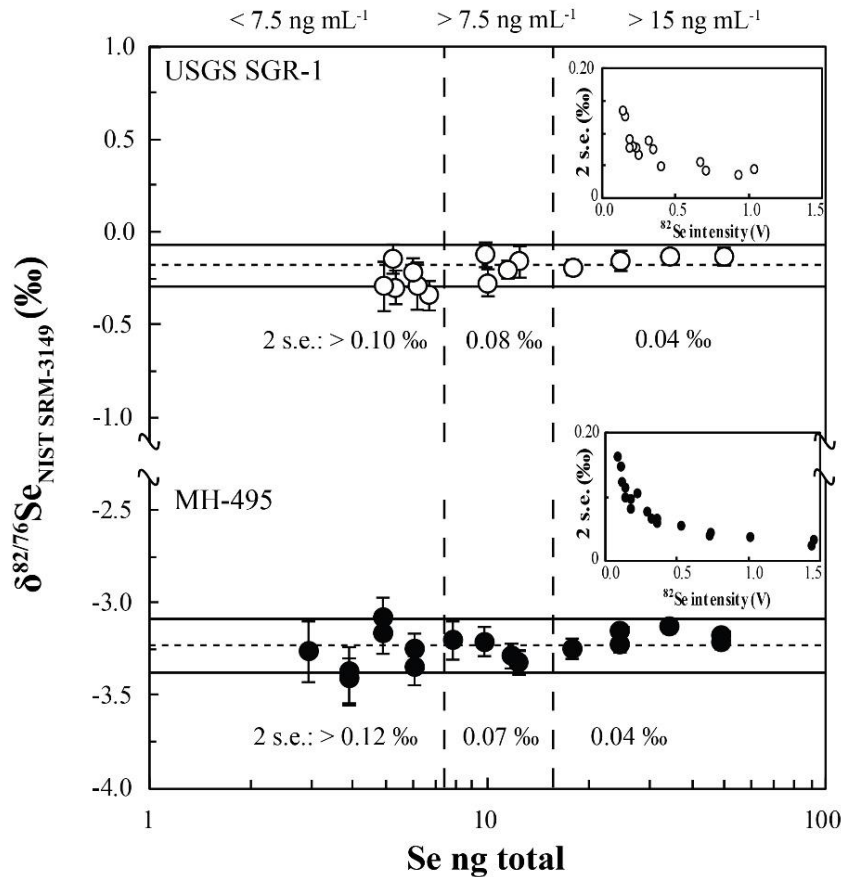 < 7.5 ng mL⁻¹ > 7.5 ng mL⁻¹ > 15 ng mL⁻¹
1.0
USGS SGR-1
0.20
2 s.e. (‰)
0
0.0 0.5 1.0 1.5
⁸²Se intensity (V)
0.5
0.0
-0.5
2 s.e.: > 0.10 ‰ 0.08 ‰ 0.04 ‰
-1.0
δ⁸²/⁷⁶Se NIST SRM-3149 (‰)
0.20
2 s.e. (‰)
0
0.0 0.5 1.0 1.5
⁸²Se intensity (V)
MH-495
-2.5
-3.0
-3.5
2 s.e.: > 0.12 ‰ 0.07 ‰ 0.04 ‰
-4.0
1 10 100
Se ng total